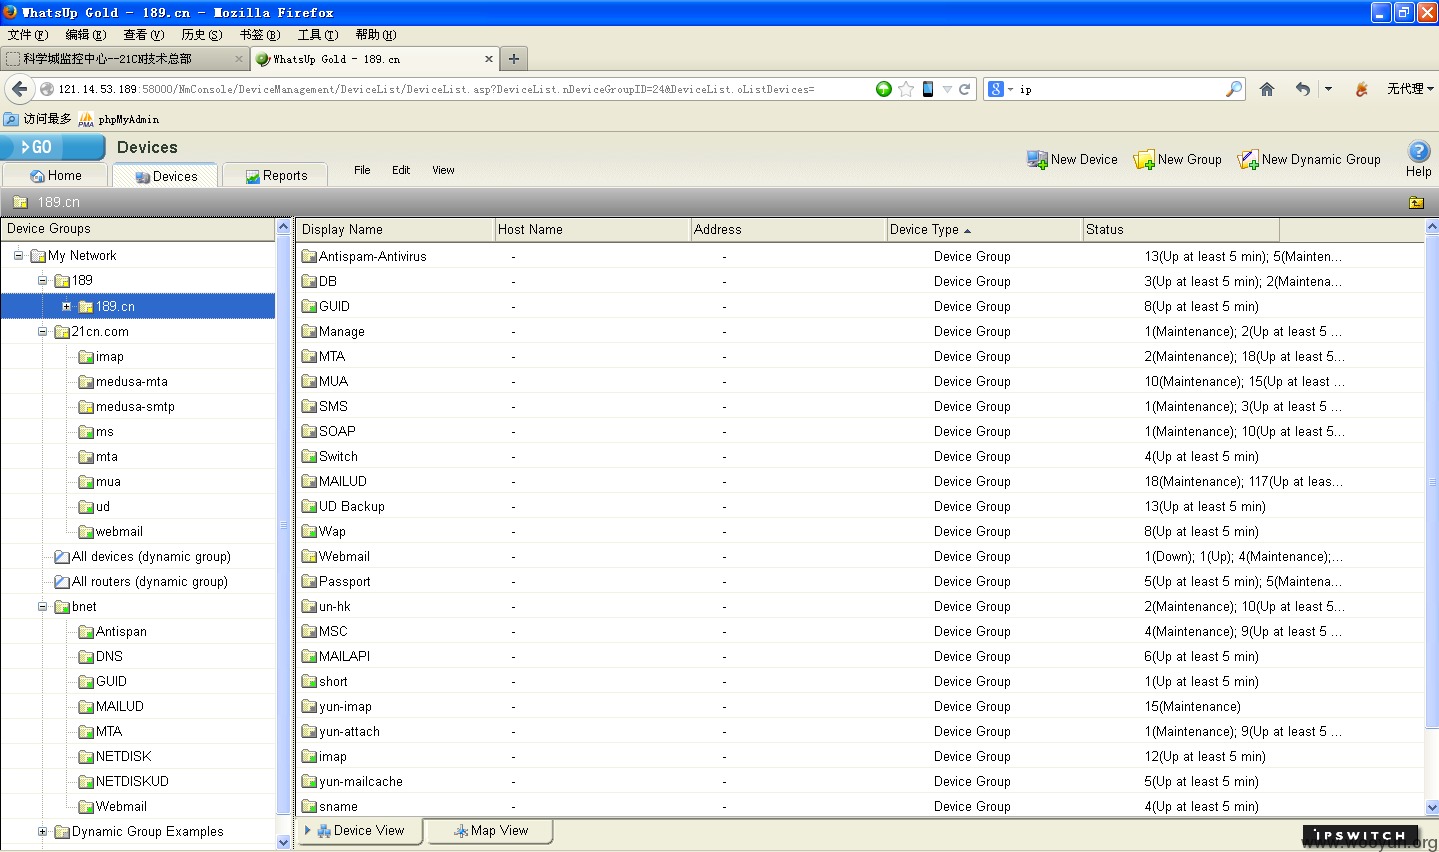 WhatsUp Gold - 189.cn - Mozilla Firefox
文件(F) 编辑(E) 查看(V) 历史(S) 书签(B) 工具(T) 帮助(H)
科学城监控中心--21CN技术总部 × WhatsUp Gold - 189.cn × +
121.14.53.189:58000/NmConsole/DeviceManagement/DeviceList/DeviceList.asp?DeviceList.nDeviceGroupID=24&DeviceList.oListDevices= 8 ip 无代理
访问最多 PMA phpMyAdmin
GO Devices
Home Devices Reports File Edit View New Device New Group New Dynamic Group Help
189.cn
Device Groups Display Name Host Name Address Device Type Status
My Network Antispam-Antivirus - - Device Group 13(Up at least 5 min); 5(Mainten...
189 DB - - Device Group 3(Up at least 5 min); 2(Maintena...
189.cn GUID - - Device Group 8(Up at least 5 min)
21cn.com Manage - - Device Group 1(Maintenance); 2(Up at least 5 ...
imap MTA - - Device Group 2(Maintenance); 18(Up at least 5...
medusa-mta MUA - - Device Group 10(Maintenance); 15(Up at least ...
medusa-smtp SMS - - Device Group 1(Maintenance); 3(Up at least 5 ...
ms SOAP - - Device Group 1(Maintenance); 10(Up at least 5...
mta Switch - - Device Group 4(Up at least 5 min)
mua MAILUD - - Device Group 18(Maintenance); 117(Up at leas...
ud UD Backup - - Device Group 13(Up at least 5 min)
webmail Wap - - Device Group 8(Up at least 5 min)
All devices (dynamic group) Webmail - - Device Group 1(Down); 1(Up); 4(Maintenance);...
All routers (dynamic group) Passport - - Device Group 5(Up at least 5 min); 5(Maintena...
bnet un-hk - - Device Group 2(Maintenance); 10(Up at least 5...
Antispan MSC - - Device Group 4(Maintenance); 9(Up at least 5 ...
DNS MAILAPI - - Device Group 6(Up at least 5 min)
GUID short - - Device Group 1(Up at least 5 min)
MAILUD yun-imap - - Device Group 15(Maintenance)
MTA yun-attach - - Device Group 1(Maintenance); 9(Up at least 5 ...
NETDISK imap - - Device Group 12(Up at least 5 min)
NETDISKUD yun-mailcache - - Device Group 5(Up at least 5 min)
Webmail sname - - Device Group 4(Up at least 5 min)
Dynamic Group Examples Device View Map View IPSWITCH
www.wooyun.org